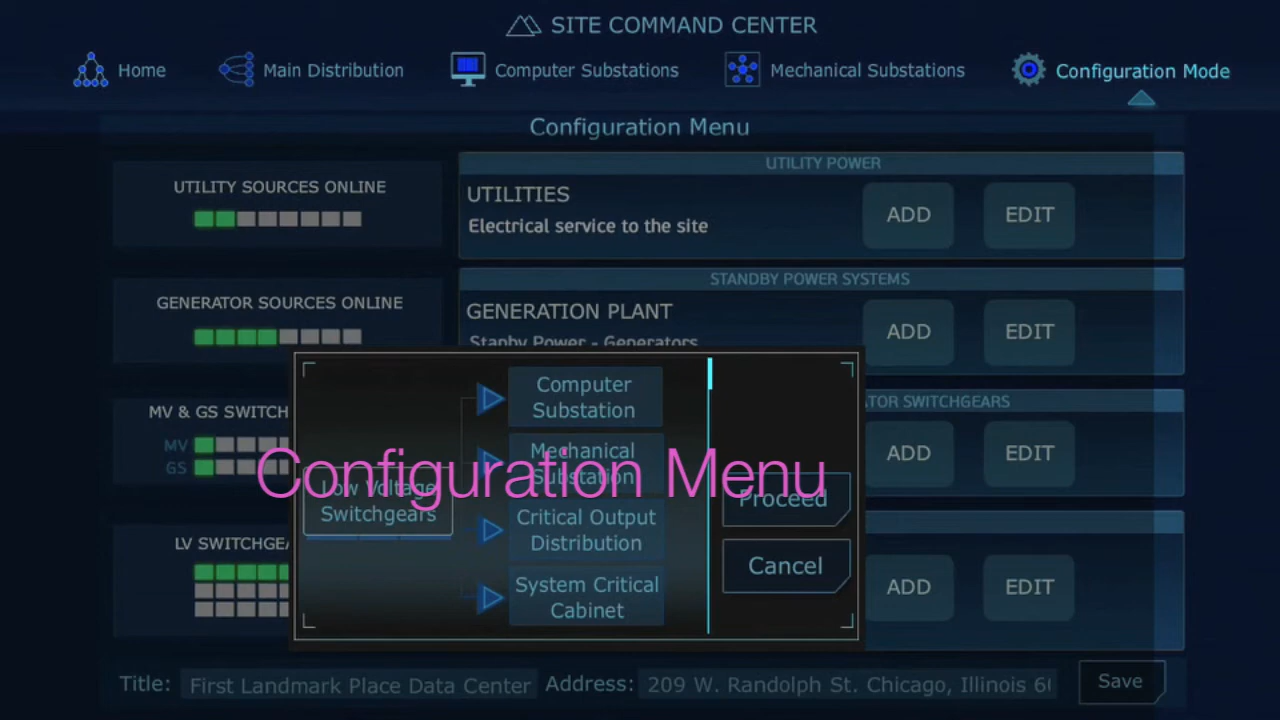 SITE COMMAND CENTER
Home
Main Distribution
Computer Substations
Mechanical Substations
Configuration Mode
Configuration Menu
UTILITY SOURCES ONLINE
UTILITY POWER
UTILITIES
Electrical service to the site
ADD
EDIT
GENERATOR SOURCES ONLINE
STANDBY POWER SYSTEMS
GENERATION PLANT
Stanby Power - Generators
ADD
EDIT
MV & GS SWITCH
MV
GS
TOR SWITCHGEARS
ADD
EDIT
LV SWITCHGEA
ADD
EDIT
Low Voltage
Switchgears
Computer
Substation
Mechanical
Substation
Critical Output
Distribution
System Critical
Cabinet
Proceed
Cancel
Configuration Menu
Title: First Landmark Place Data Center Address: 209 W. Randolph St. Chicago, Illinois 6
Save